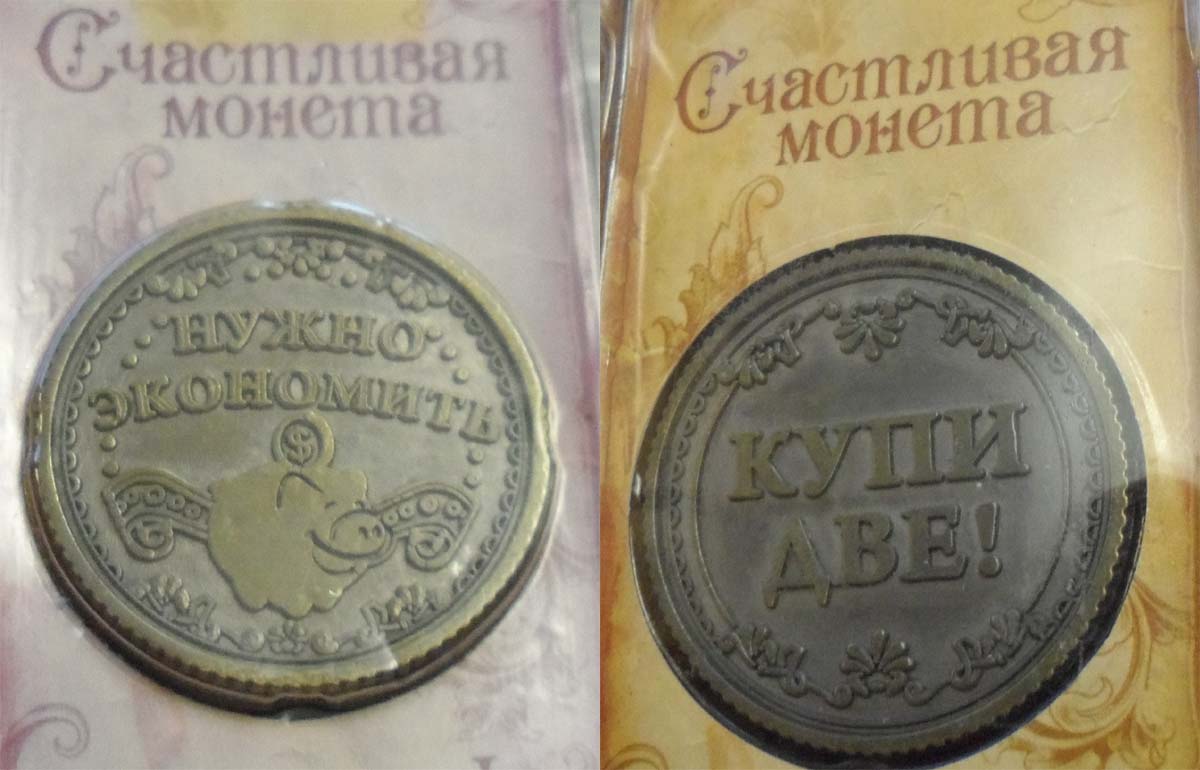 Счастливая
монета
НУЖНО
ЭКОНОМИТЬ
$
Счастливая
монета
КУПИ
ДВЕ!